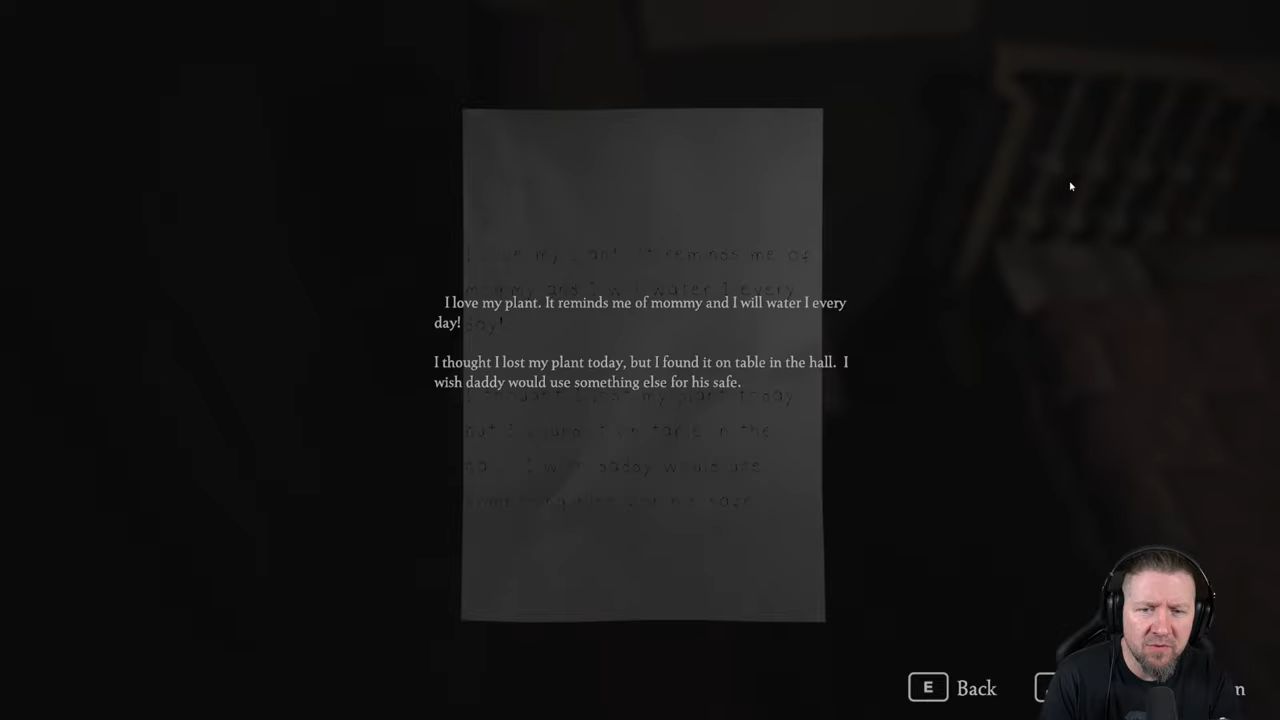 I love my plant. It reminds me of mommy and I will water I every
day!
I thought I lost my plant today, but I found it on table in the hall. I
wish daddy would use something else for his safe.
E Back